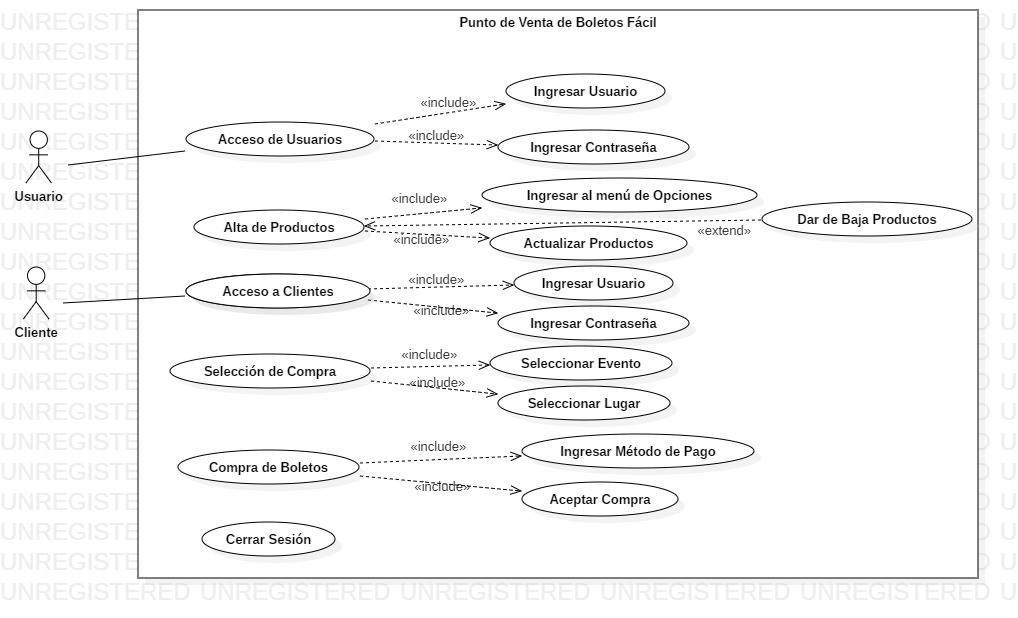 Punto de Venta de Boletos Fácil
Ingresar Usuario
«include»
Acceso de Usuarios
«include»
Ingresar Contraseña
Usuario
Ingresar al menú de Opciones
«include»
Alta de Productos
Dar de Baja Productos
«extend»
«include»
Actualizar Productos
Ingresar Usuario
«include»
Acceso a Clientes
«include»
Ingresar Contraseña
Cliente
Seleccionar Evento
«include»
Selección de Compra
«include»
Seleccionar Lugar
Ingresar Método de Pago
«include»
Compra de Boletos
«include»
Aceptar Compra
Cerrar Sesión
UNREGISTERED UNREGISTERED UNREGISTERED UNREGISTERED UNREGISTERED U